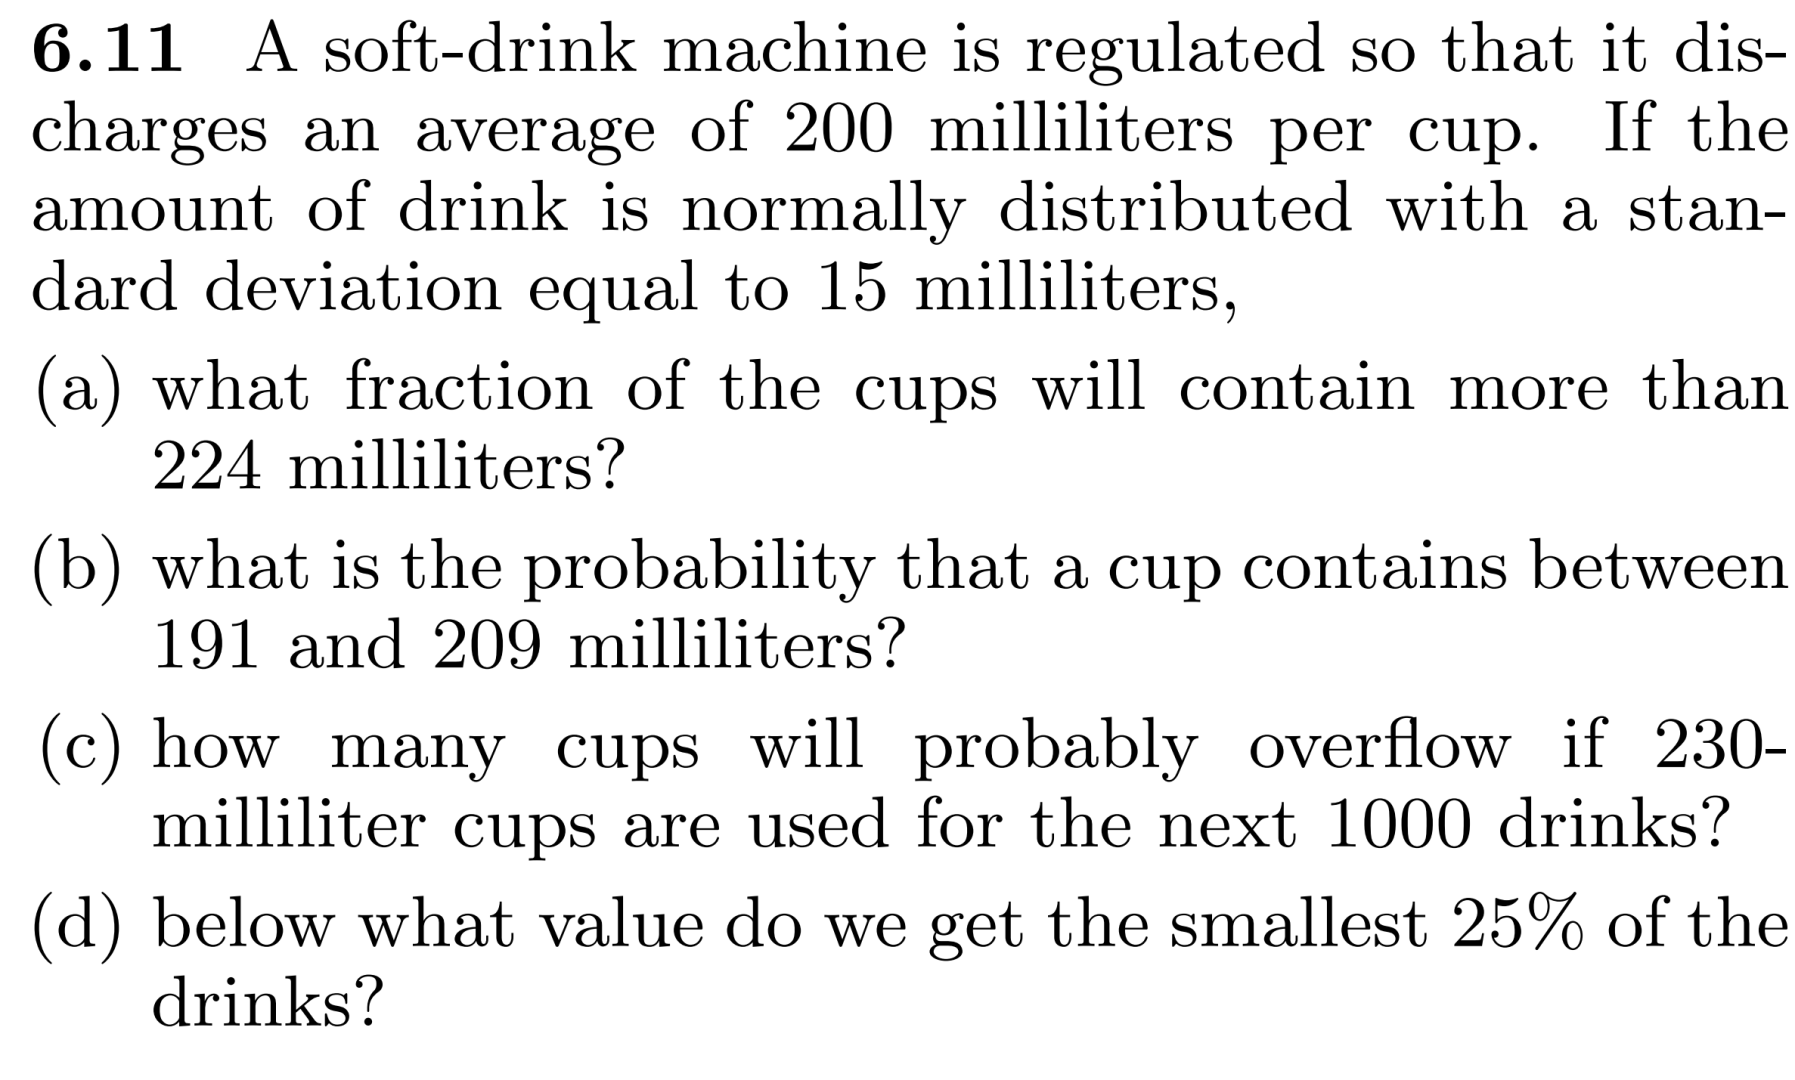 6.11 A soft-drink machine is regulated so that it dis-
charges an average of 200 milliliters per cup. If the
amount of drink is normally distributed with a stan-
dard deviation equal to 15 milliliters,
(a) what fraction of the cups will contain more than
224 milliliters?
(b) what is the probability that a cup contains between
191 and 209 milliliters?
(c) how many cups will probably overflow if 230-
milliliter cups are used for the next 1000 drinks?
(d) below what value do we get the smallest 25% of the
drinks?